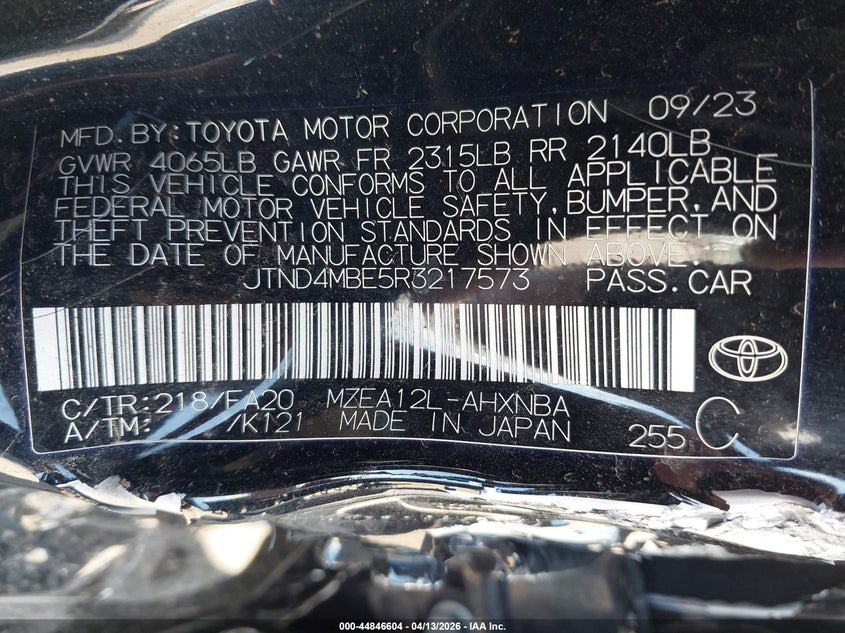 MFD.BY:TOYOTA MOTOR CORPORATION 09/23
GVWR 4065LB GAWR FR 2315LB RR 2140LB
THIS VEHICLE CONFORMS TO ALL APPLICABLE
FEDERAL MOTOR VEHICLE SAFETY,BUMPER,AND
THEFT PREVENTION STANDARDS IN EFFECT ON
THE DATE OF MANUFACTURE SHOWN ABOVE.
JTND4MBE5R3217573 PASS.CAR
C/TR:218/EA20 MZEA12L-AHXNBA
A/TM: /K121 MADE IN JAPAN 255 C
000-44846604 | 04/13/2026 | IAA Inc.